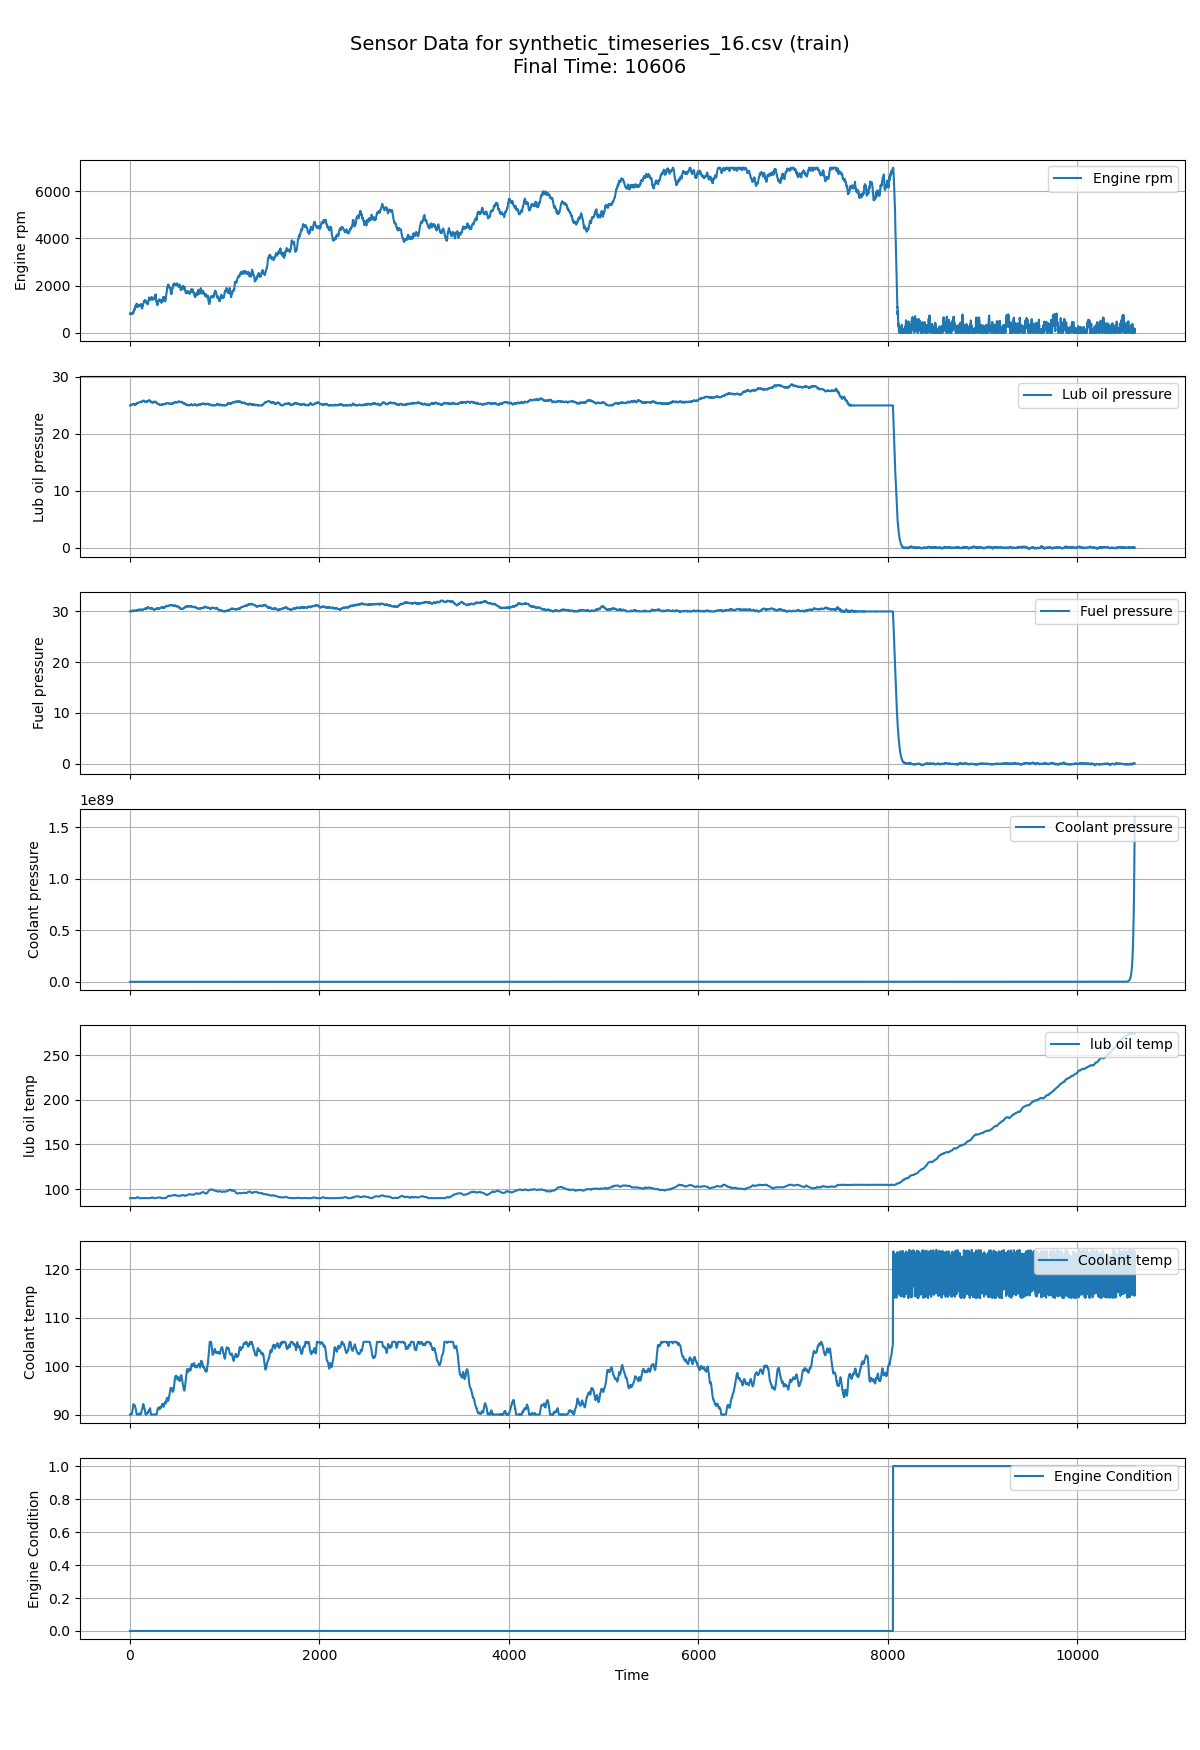 Sensor Data for synthetic_timeseries_16.csv (train)
Final Time: 10606
Engine rpm
6000
4000
2000
0
Engine rpm
Lub oil pressure
30
20
10
0
Lub oil pressure
Fuel pressure
30
20
10
0
Fuel pressure
1e89
Coolant pressure
1.5
1.0
0.5
0.0
Coolant pressure
lub oil temp
250
200
150
100
lub oil temp
Coolant temp
120
110
100
90
Coolant temp
Engine Condition
1.0
0.8
0.6
0.4
0.2
0.0
Engine Condition
0 2000 4000 6000 8000 10000
Time